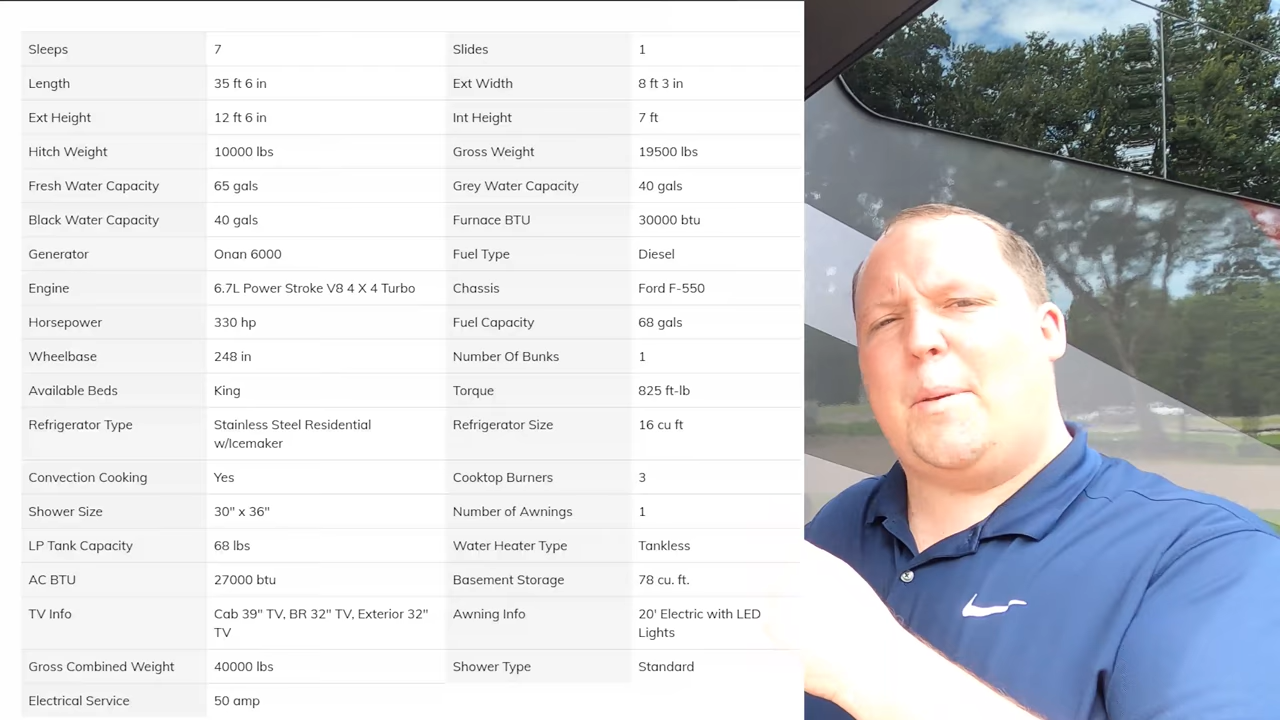 Sleeps 7 Slides 1
Length 35 ft 6 in Ext Width 8 ft 3 in
Ext Height 12 ft 6 in Int Height 7 ft
Hitch Weight 10000 lbs Gross Weight 19500 lbs
Fresh Water Capacity 65 gals Grey Water Capacity 40 gals
Black Water Capacity 40 gals Furnace BTU 30000 btu
Generator Onan 6000 Fuel Type Diesel
Engine 6.7L Power Stroke V8 4 X 4 Turbo Chassis Ford F-550
Horsepower 330 hp Fuel Capacity 68 gals
Wheelbase 248 in Number Of Bunks 1
Available Beds King Torque 825 ft-lb
Refrigerator Type Stainless Steel Residential Refrigerator Size 16 cu ft
w/Icemaker
Convection Cooking Yes Cooktop Burners 3
Shower Size 30" x 36" Number of Awnings 1
LP Tank Capacity 68 lbs Water Heater Type Tankless
AC BTU 27000 btu Basement Storage 78 cu. ft.
TV Info Cab 39" TV, BR 32" TV, Exterior 32" Awning Info 20' Electric with LED
TV Lights
Gross Combined Weight 40000 lbs Shower Type Standard
Electrical Service 50 amp